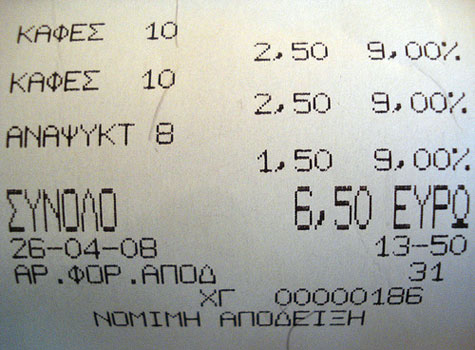 ΚΑΦΕΣ 10
2,50 9,00%
ΚΑΦΕΣ 10
2,50 9,00%
ΑΝΑΨΥΚΤ 8
1,50 9,00%
ΣΥΝΟΛΟ 6,50 ΕΥΡΩ
26-04-08 13-50
ΑΡ.ΦΟΡ.ΑΠΟΔ 31
ΧΓ 00000186
ΝΟΜΙΜΗ ΑΠΟΔΕΙΞΗ